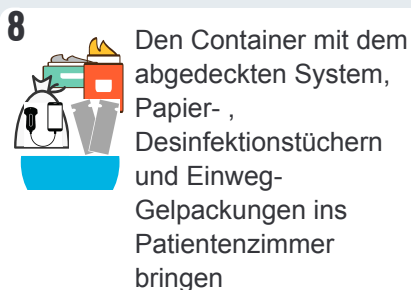 8
Den Container mit dem
abgedeckten System,
Papier- ,
Desinfektionstüchern
und Einweg-
Gelpackungen ins
Patientenzimmer
bringen